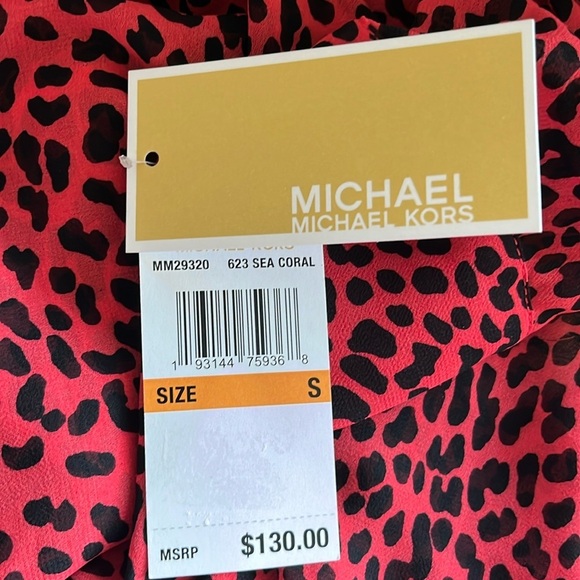 MICHAEL
MICHAEL KORS
MM29320 623 SEA CORAL
1 93144 75936 8
SIZE S
MSRP $130.00